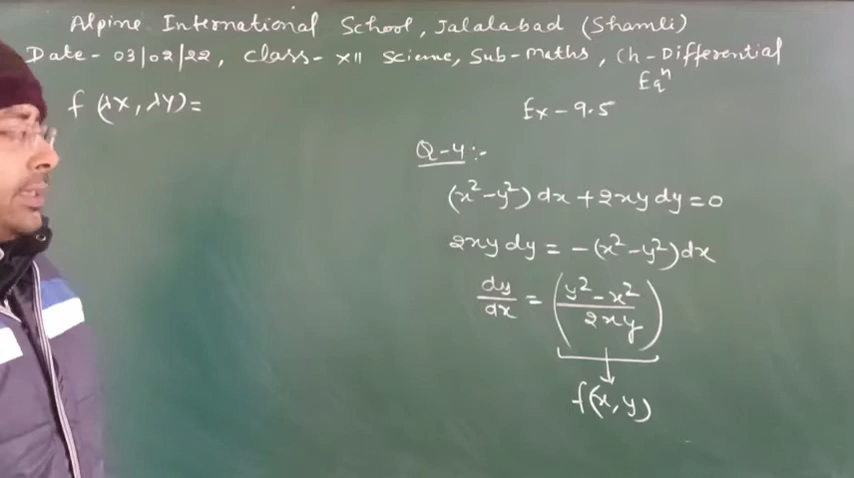 Alpine International School, Jalalabad (Shamli)
Date- 03/02/22, Class- XII Science, Sub-Maths, Ch-Differential
Eqⁿ
f (λx, λy) =
Ex-9.5
Q-4:-
(x²-y²) dx + 2xy dy = 0
2xy dy = -(x²-y²) dx
dy/dx = ((y²-x²)/(2xy))
f(x, y)